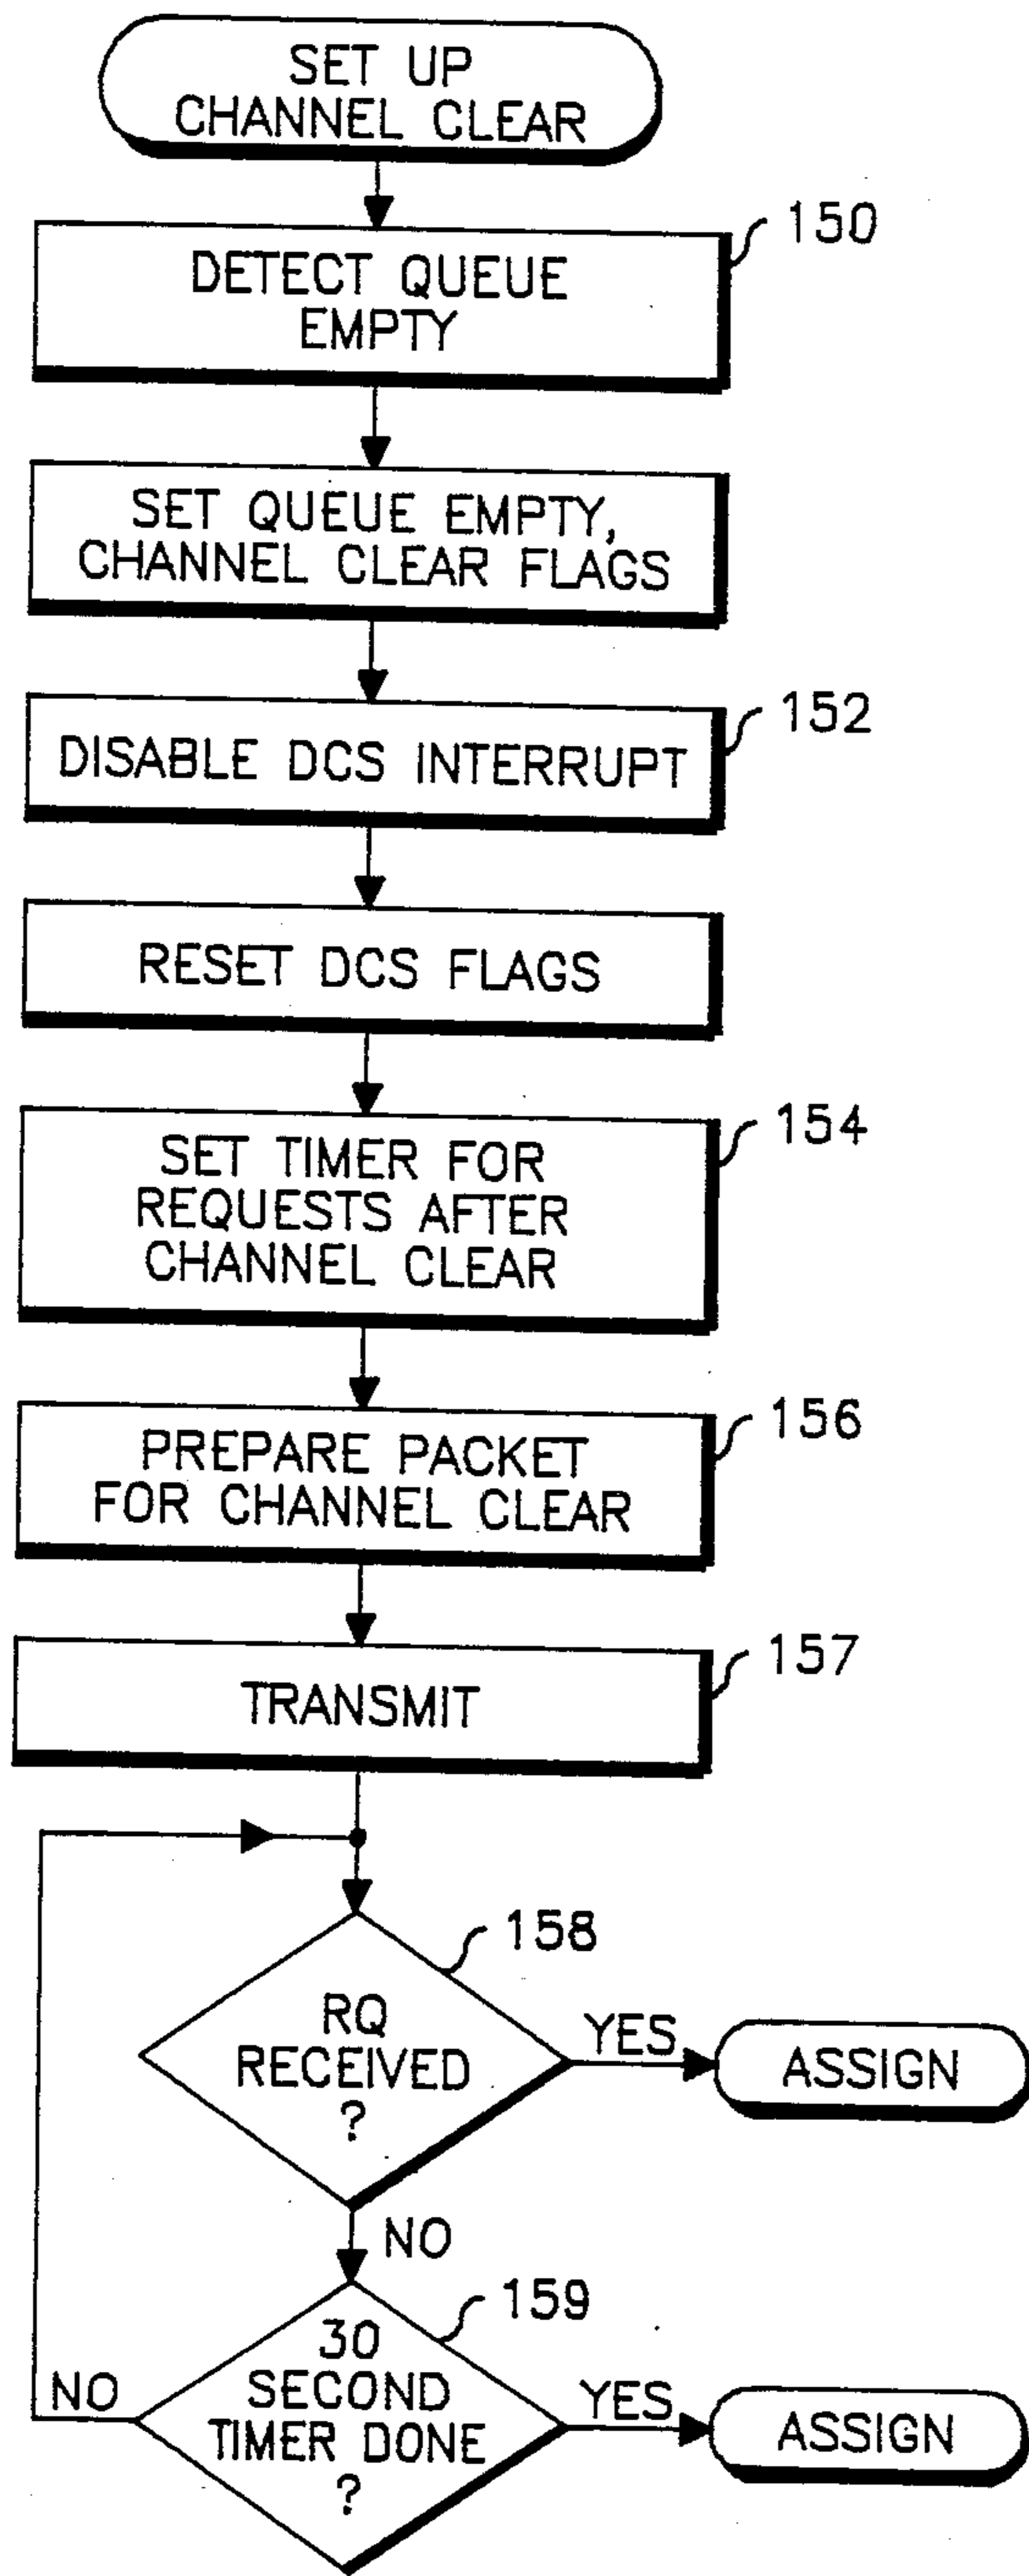 SET UP
CHANNEL CLEAR
150
DETECT QUEUE
EMPTY
SET QUEUE EMPTY,
CHANNEL CLEAR FLAGS
152
DISABLE DCS INTERRUPT
RESET DCS FLAGS
154
SET TIMER FOR
REQUESTS AFTER
CHANNEL CLEAR
156
PREPARE PACKET
FOR CHANNEL CLEAR
157
TRANSMIT
158
RQ
RECEIVED
?
YES
ASSIGN
NO
159
30
SECOND
TIMER DONE
?
NO
YES
ASSIGN